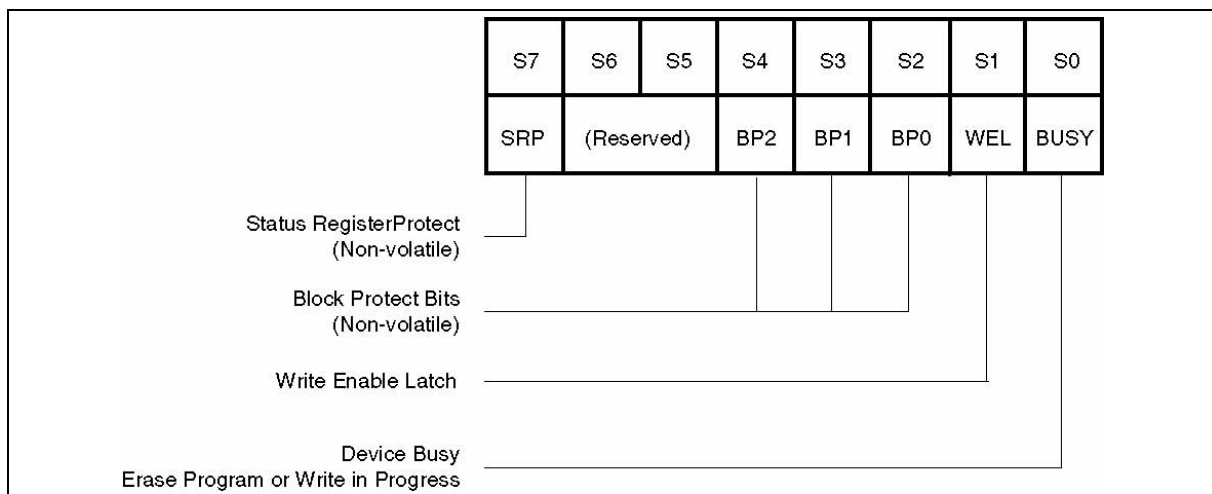 S7 S6 S5 S4 S3 S2 S1 S0
SRP (Reserved) BP2 BP1 BP0 WEL BUSY
Status RegisterProtect
(Non-volatile)
Block Protect Bits
(Non-volatile)
Write Enable Latch
Device Busy
Erase Program or Write in Progress